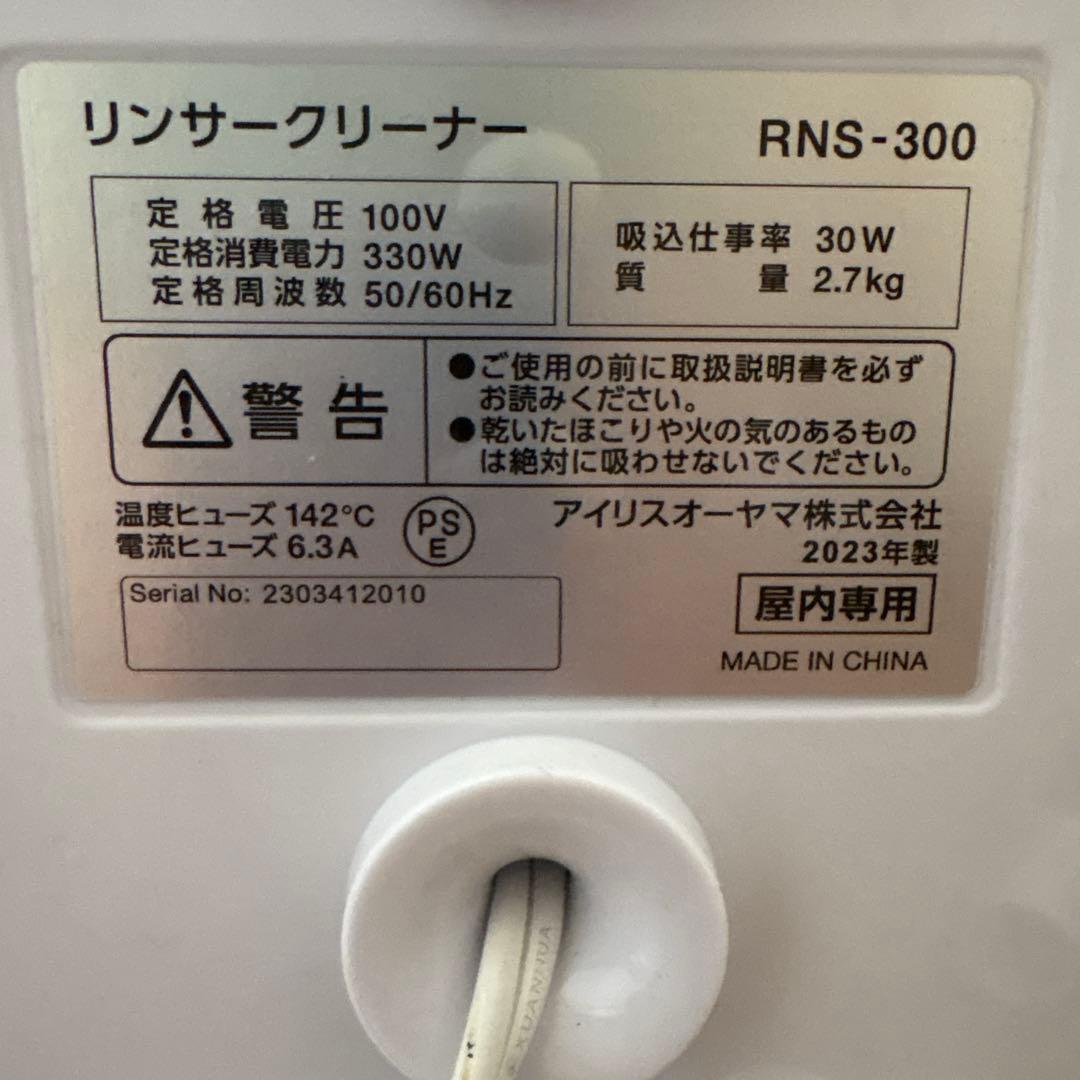 リンサークリーナー
RNS-300
定格電圧 100V
定格消費電力 330W
定格周波数 50/60Hz
吸込仕事率 30W
質量 2.7kg
警告
●ご使用の前に取扱説明書を必ず
お読みください。
●乾いたほこりや火の気のあるもの
は絶対に吸わせないでください。
温度ヒューズ 142℃
電流ヒューズ 6.3A
PS
E
アイリスオーヤマ株式会社
2023年製
Serial No: 2303412010
屋内専用
MADE IN CHINA
XUANHUA